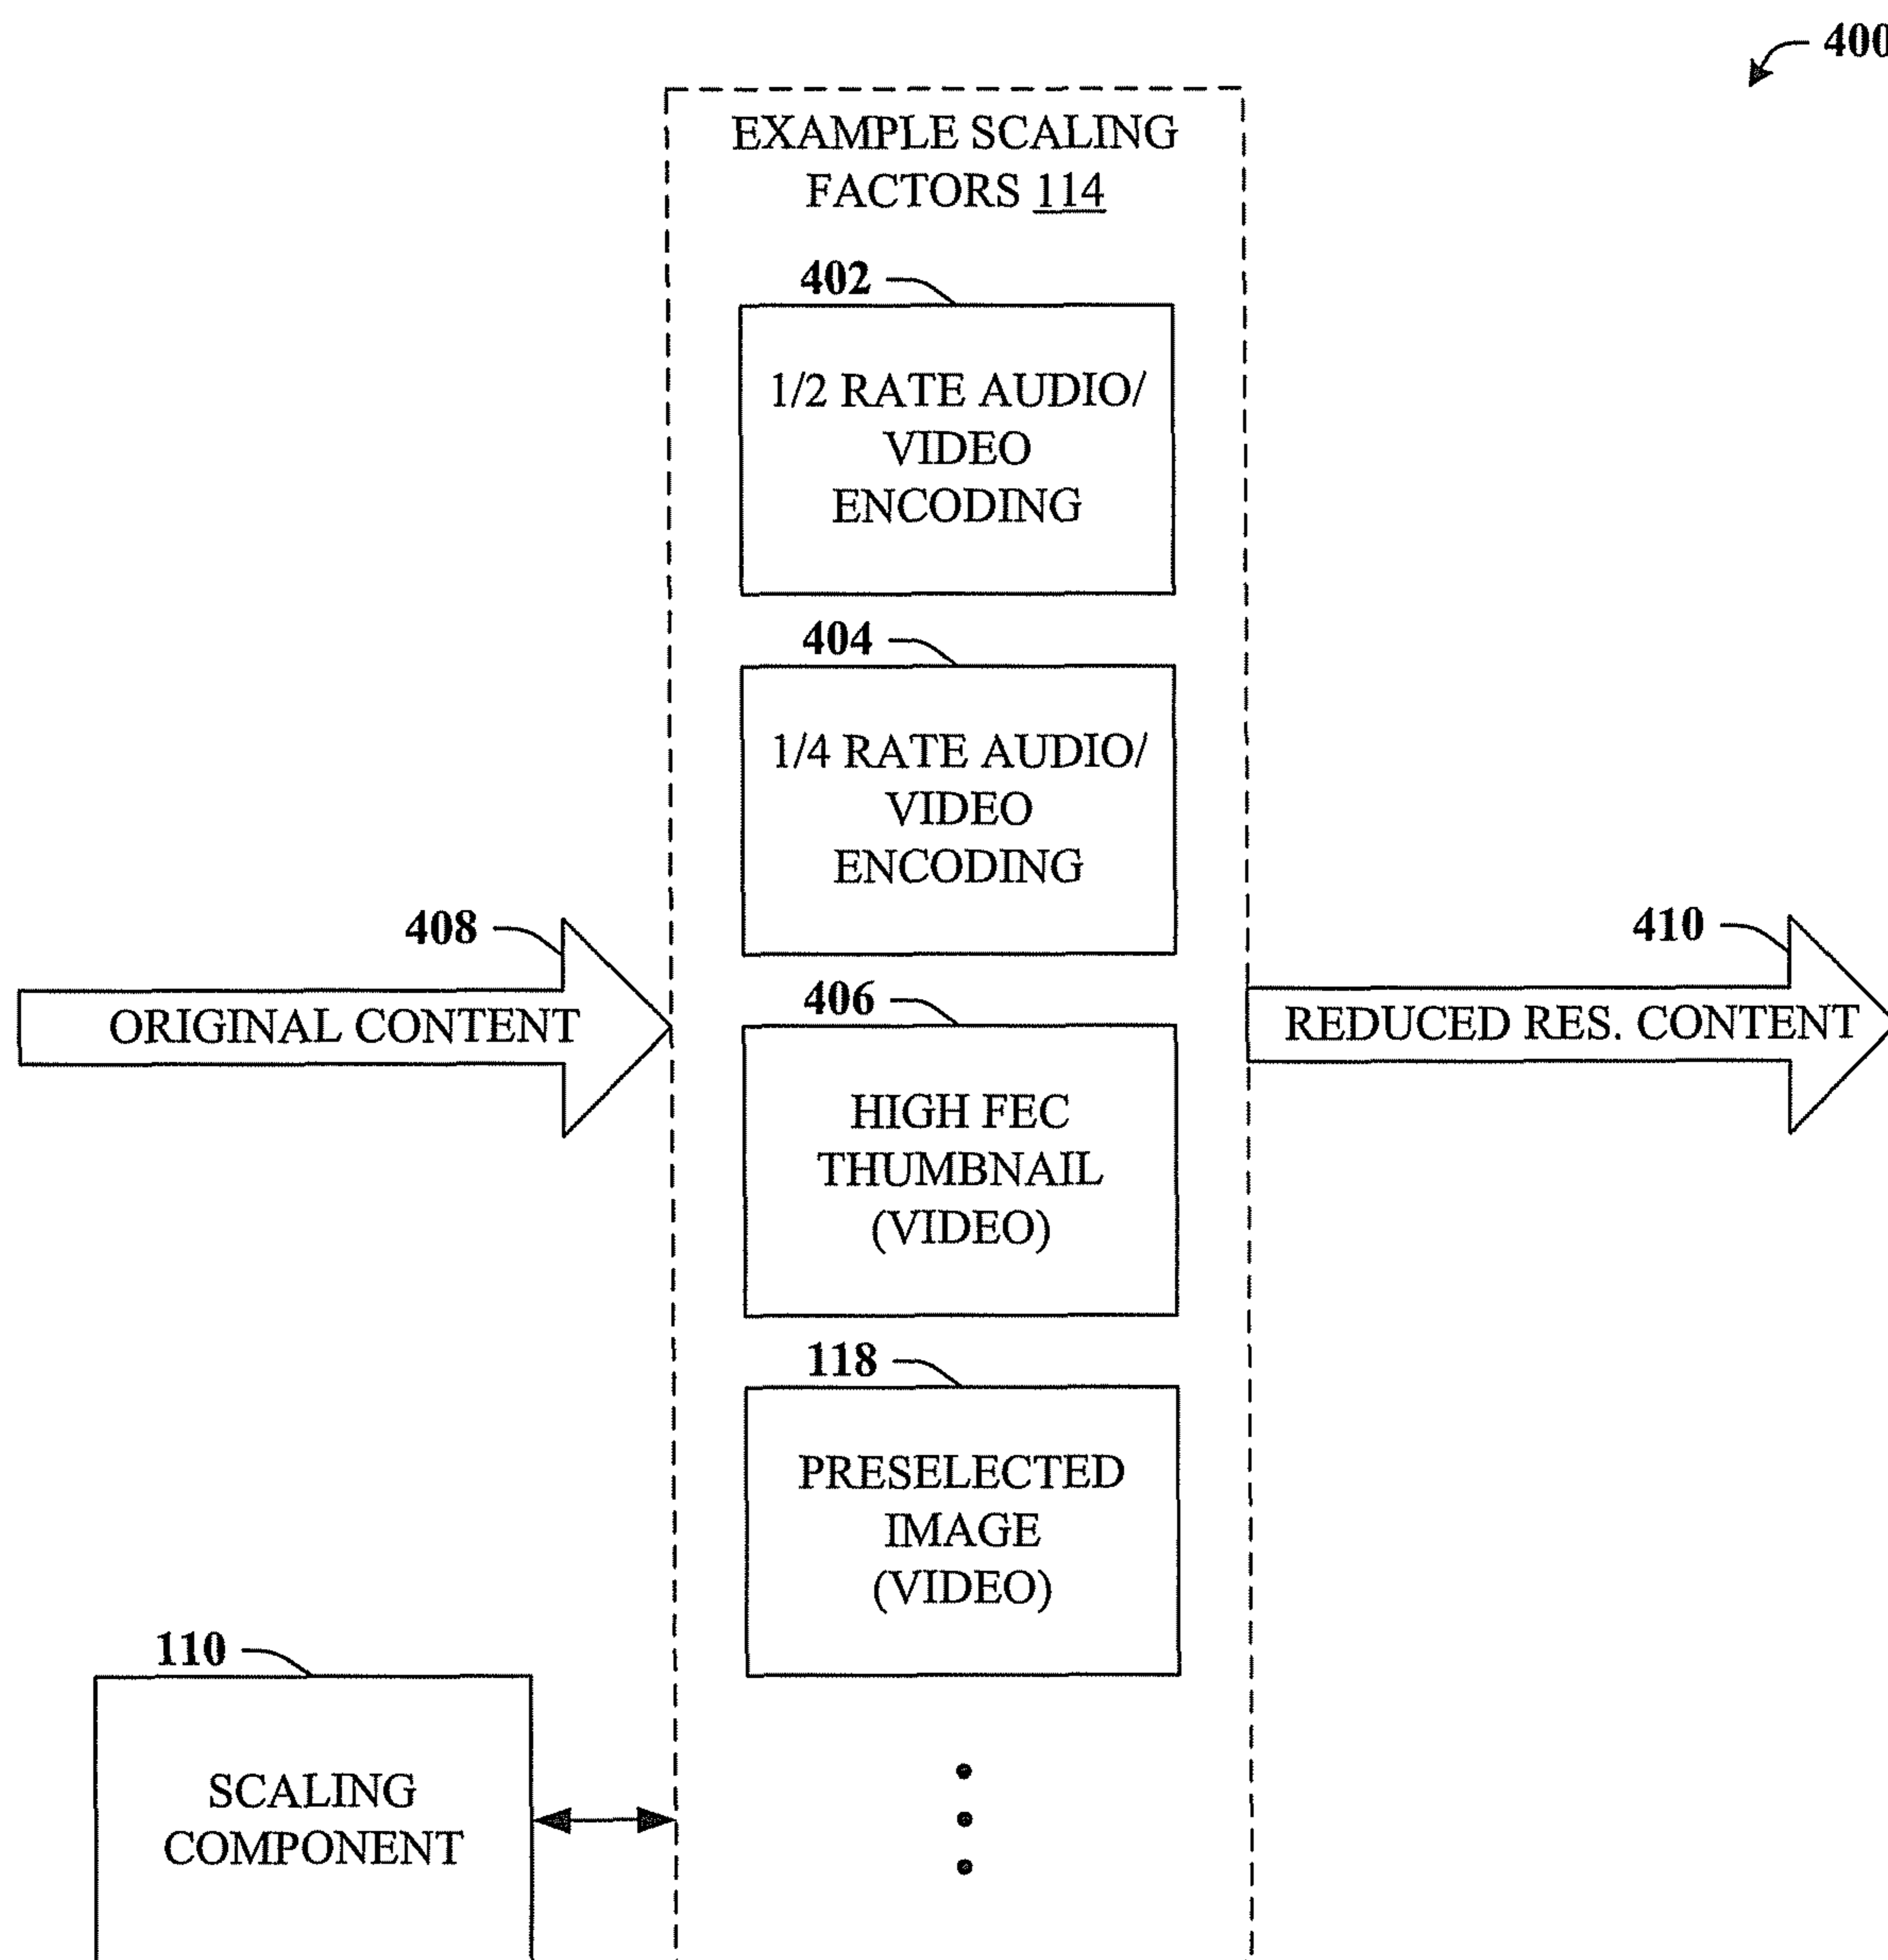 400
EXAMPLE SCALING
FACTORS 114
402
1/2 RATE AUDIO/
VIDEO
ENCODING
404
1/4 RATE AUDIO/
VIDEO
ENCODING
408
ORIGINAL CONTENT
410
REDUCED RES. CONTENT
406
HIGH FEC
THUMBNAIL
(VIDEO)
118
PRESELECTED
IMAGE
(VIDEO)
110
SCALING
COMPONENT